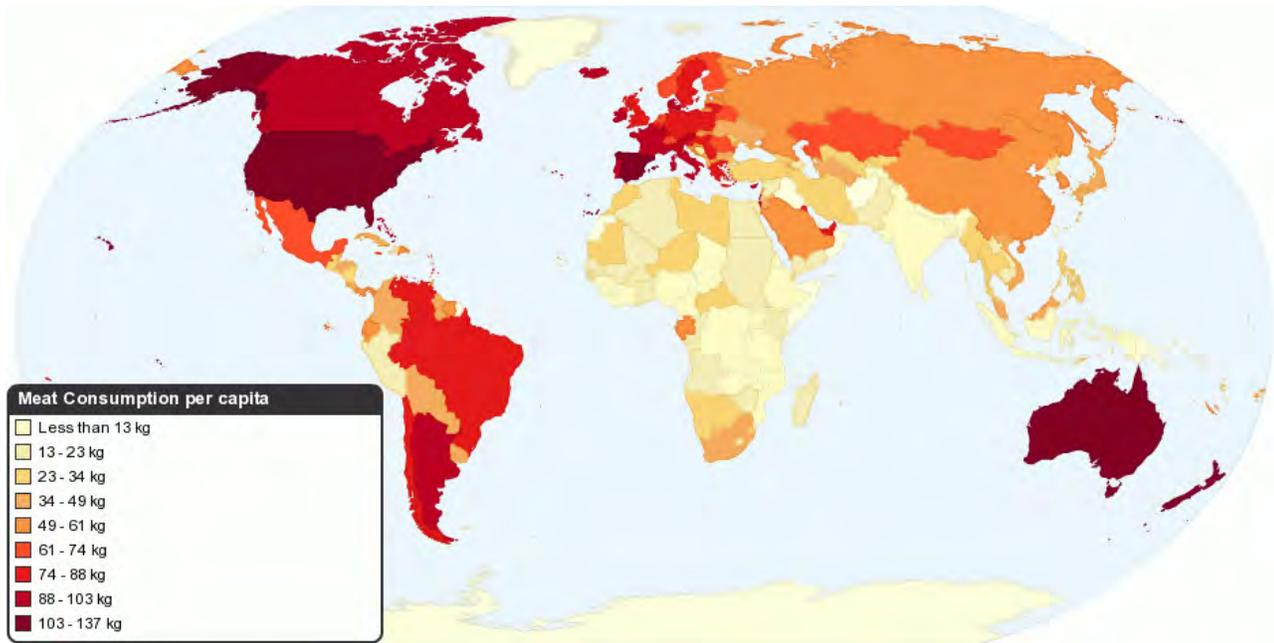 Meat Consumption per capita
Less than 13 kg
13 - 23 kg
23 - 34 kg
34 - 49 kg
49 - 61 kg
61 - 74 kg
74 - 88 kg
88 - 103 kg
103 - 137 kg